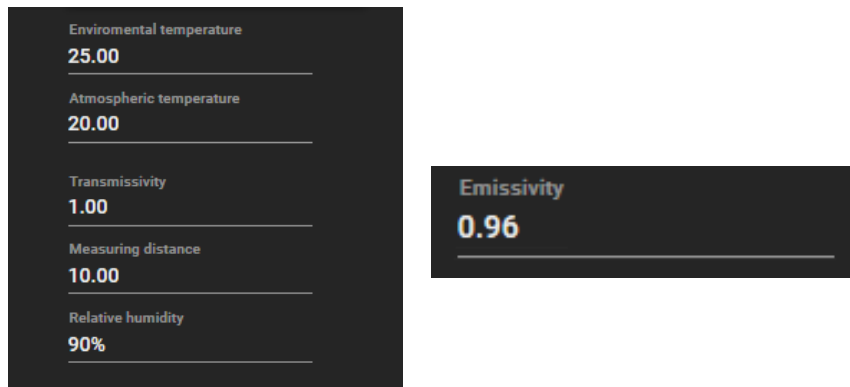 Enviromental temperature
25.00
Atmospheric temperature
20.00
Transmissivity
1.00
Measuring distance
10.00
Relative humidity
90%
Emissivity
0.96